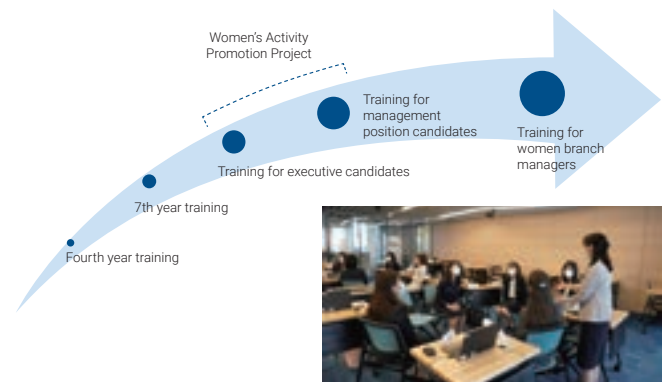 Women's Activity
Promotion Project
Training for
management
position candidates
Training for
women branch
managers
Training for executive candidates
7th year training
Fourth year training